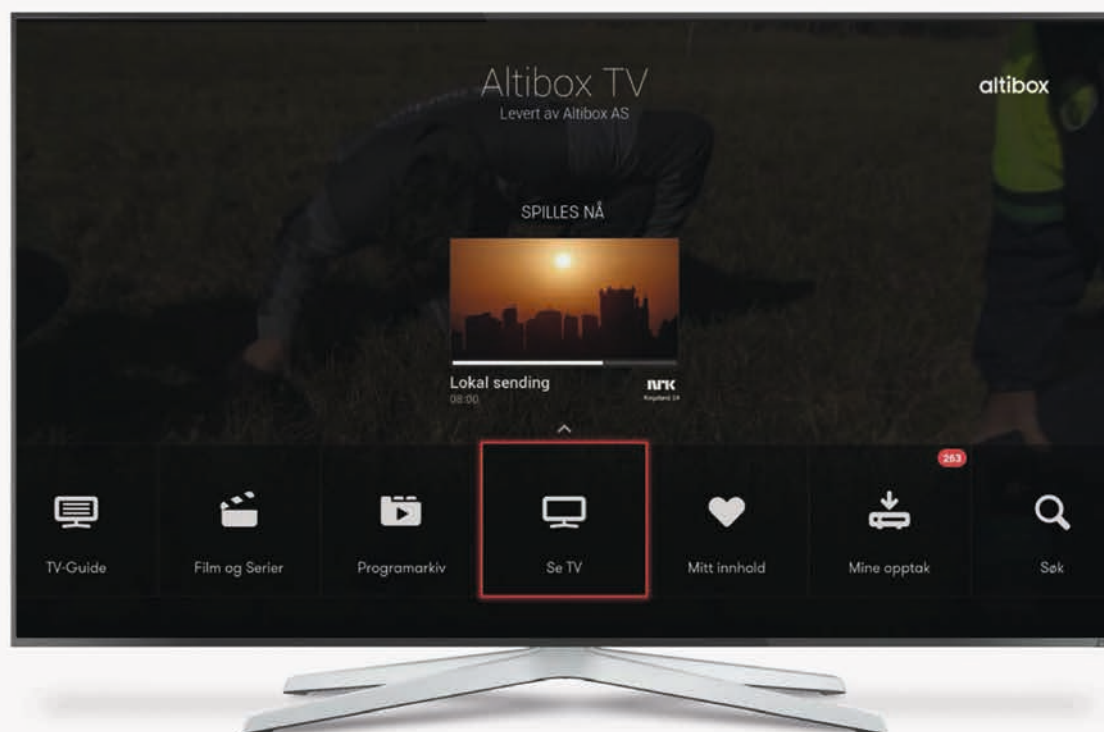 Altibox TV
Levert av Altibox AS
altibox
SPILLES NÅ
Lokal sending
08:00
NRK
263
TV-Guide
Film og Serier
Programarkiv
Se TV
Mitt innhold
Mine opptak
Søk